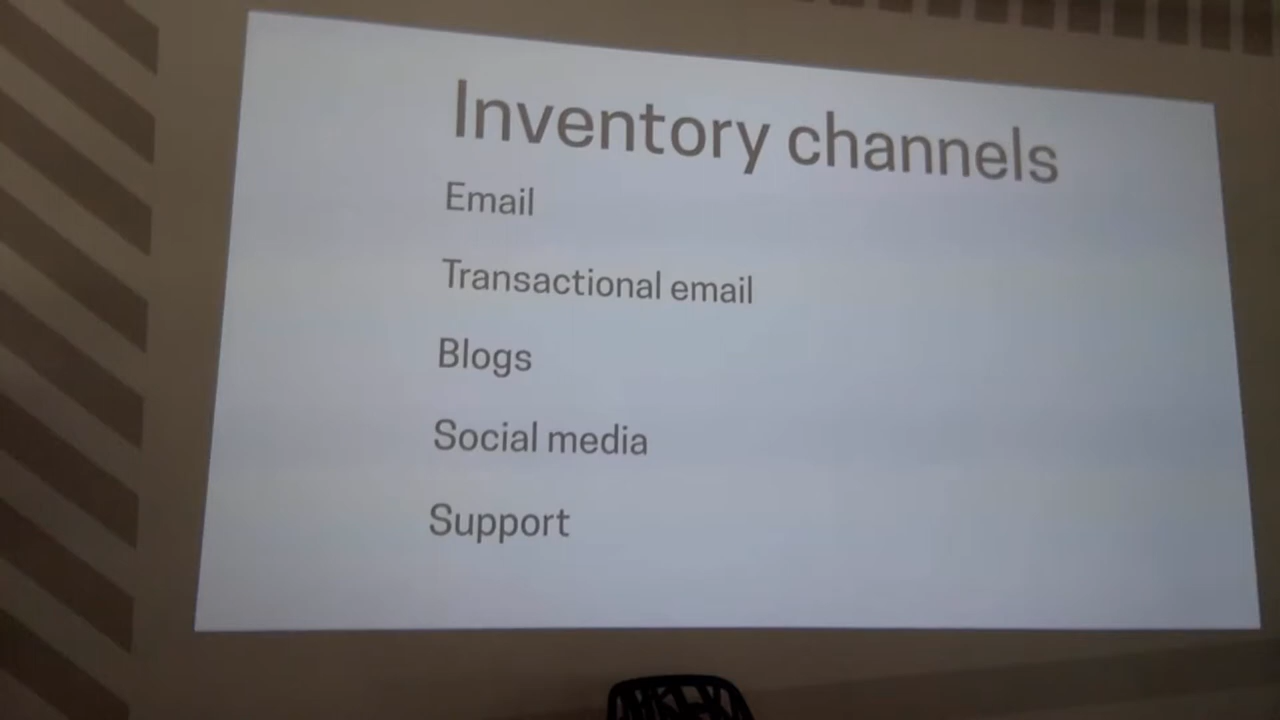 Inventory channels
Email
Transactional email
Blogs
Social media
Support